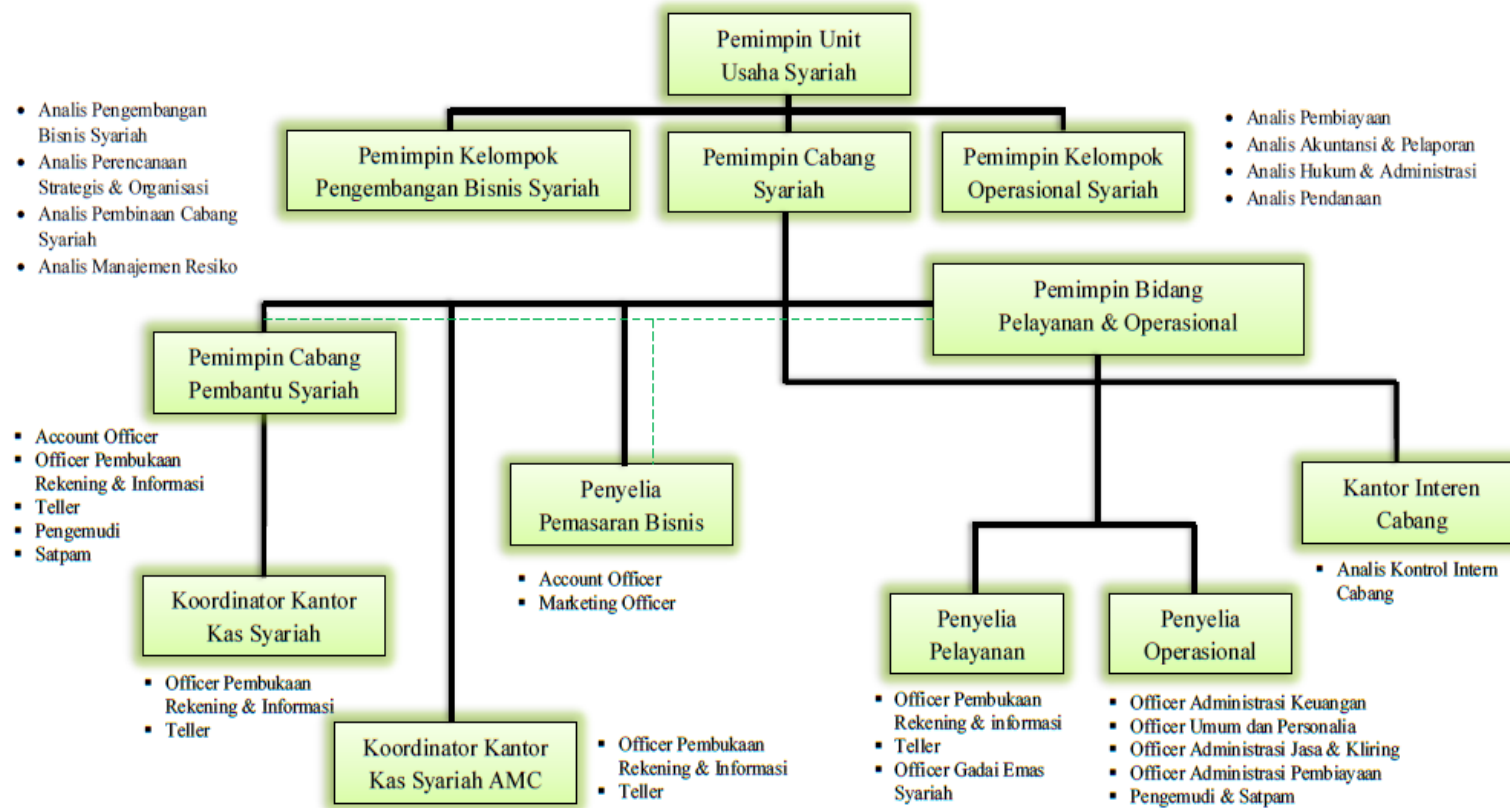 Pemimpin Unit
Usaha Syariah
• Analis Pengembangan
Bisnis Syariah
• Analis Perencanaan
Strategis & Organisasi
• Analis Pembinaan Cabang
Syariah
• Analis Manajemen Resiko
Pemimpin Kelompok
Pengembangan Bisnis Syariah
Pemimpin Cabang
Syariah
Pemimpin Kelompok
Operasional Syariah
• Analis Pembiayaan
• Analis Akuntansi & Pelaporan
• Analis Hukum & Administrasi
• Analis Pendanaan
Pemimpin Bidang
Pelayanan & Operasional
Pemimpin Cabang
Pembantu Syariah
▪ Account Officer
▪ Officer Pembukaan
Rekening & Informasi
▪ Teller
▪ Pengemudi
▪ Satpam
Penyelia
Pemasaran Bisnis
▪ Account Officer
▪ Marketing Officer
Kantor Interen
Cabang
▪ Analis Kontrol Intern
Cabang
Koordinator Kantor
Kas Syariah
▪ Officer Pembukaan
Rekening & Informasi
▪ Teller
Koordinator Kantor
Kas Syariah AMC
▪ Officer Pembukaan
Rekening & Informasi
▪ Teller
Penyelia
Pelayanan
▪ Officer Pembukaan
Rekening & informasi
▪ Teller
▪ Officer Gadai Emas
Syariah
Penyelia
Operasional
▪ Officer Administrasi Keuangan
▪ Officer Umum dan Personalia
▪ Officer Administrasi Jasa & Kliring
▪ Officer Administrasi Pembiayaan
▪ Pengemudi & Satpam